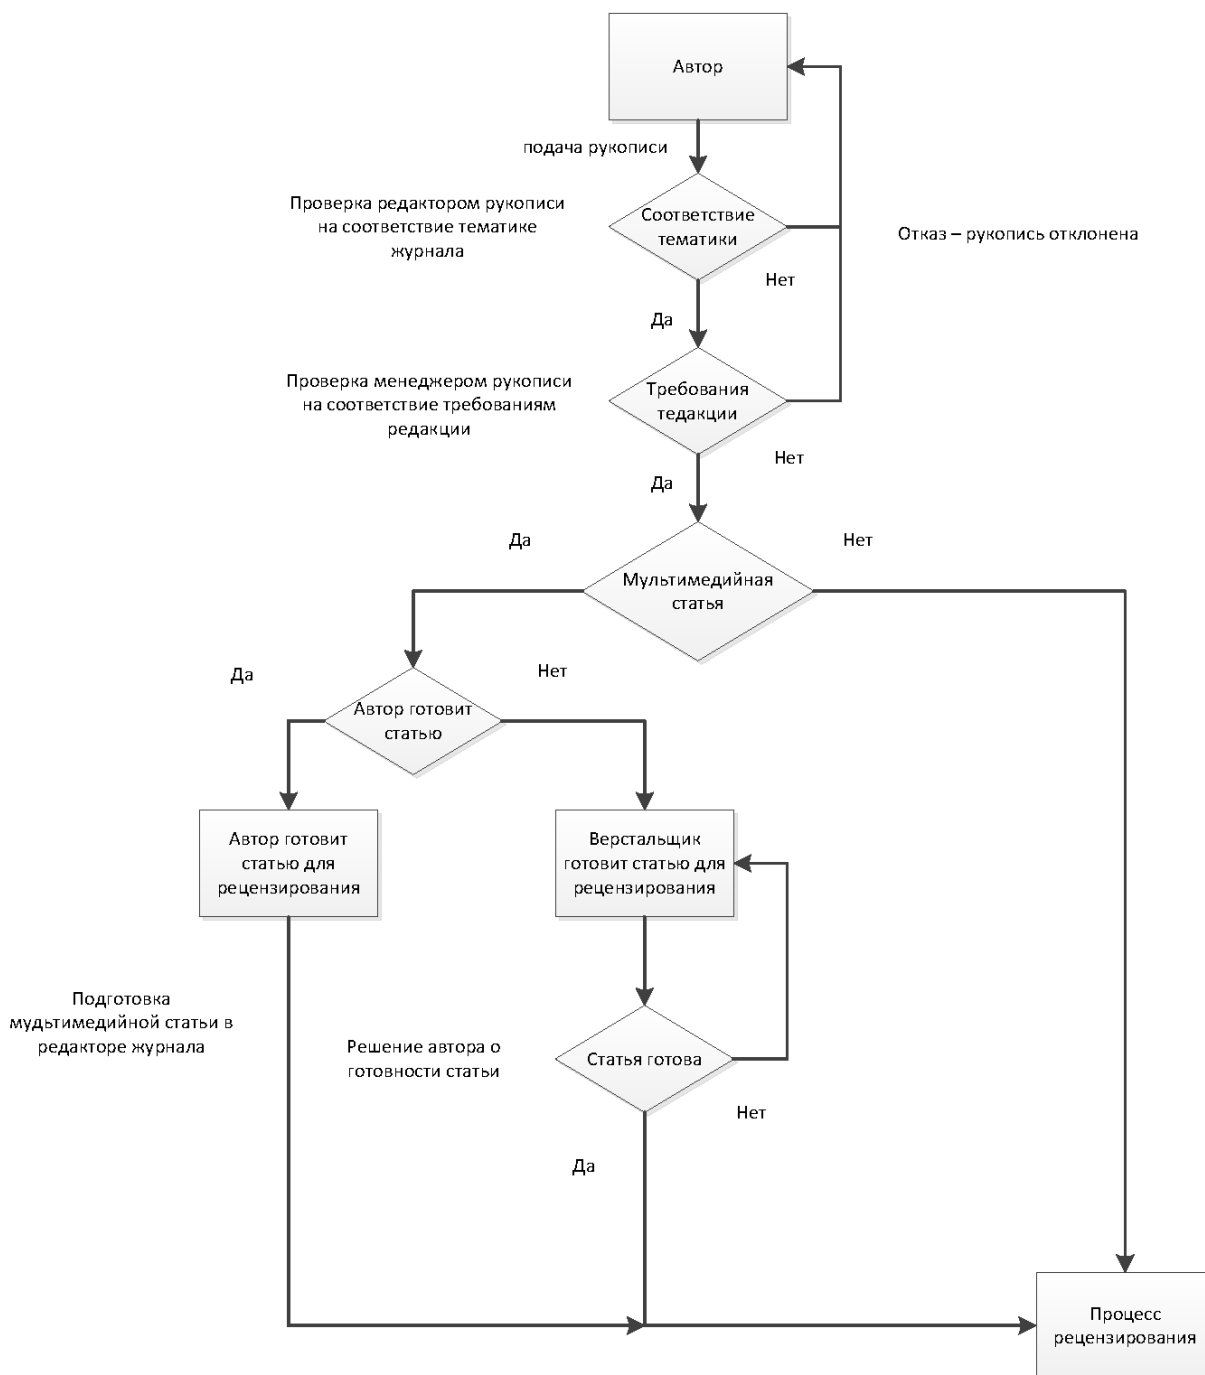 Автор
подача рукописи
Проверка редактором рукописи
на соответствие тематике
журнала
Соответствие
тематики
Отказ – рукопись отклонена
Нет
Да
Проверка менеджером рукописи
на соответствие требованиям
редакции
Требования
тедакции
Нет
Да
Да
Нет
Мультимедийная
статья
Да
Нет
Автор готовит
статью
Автор готовит
статью для
рецензирования
Верстальщик
готовит статью для
рецензирования
Подготовка
мудьтимедийной статьи в
редакторе журнала
Решение автора о
готовности статьи
Статья готова
Нет
Да
Процесс
рецензирования